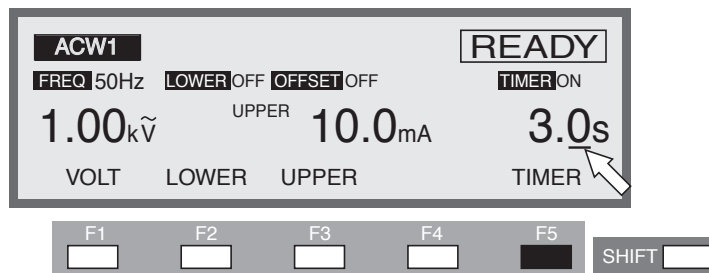 ACW1 READY
FREQ 50Hz LOWER OFF OFFSET OFF TIMER ON
1.00kṼ UPPER 10.0mA 3.0s
VOLT LOWER UPPER TIMER
F1 F2 F3 F4 F5
SHIFT